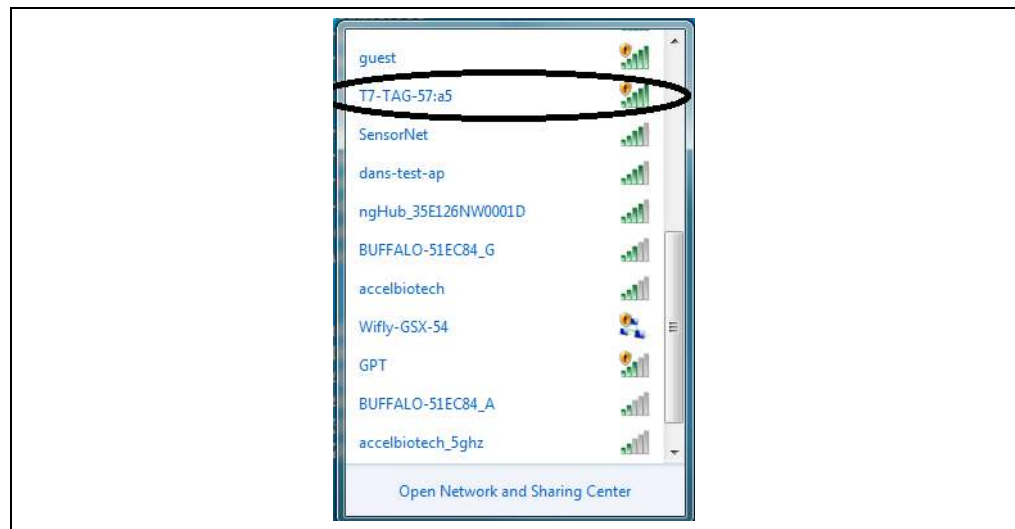 guest
T7-TAG-57:a5
SensorNet
dans-test-ap
ngHub_35E126NW0001D
BUFFALO-51EC84_G
accelbiotech
Wifly-GSX-54
GPT
BUFFALO-51EC84_A
accelbiotech_5ghz
Open Network and Sharing Center